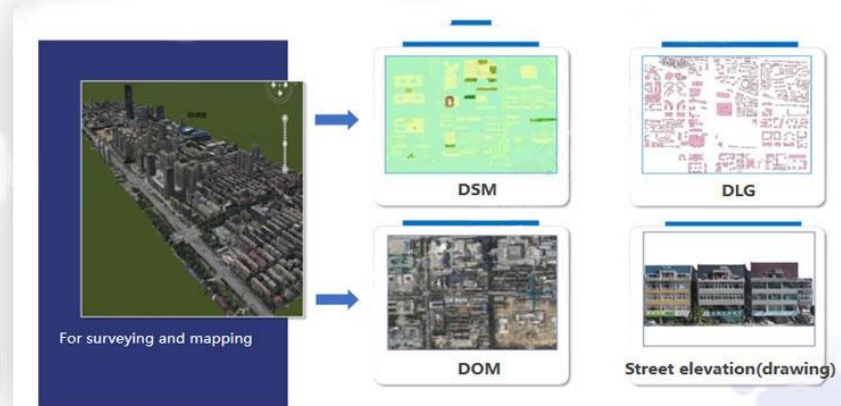 DSM
DLG
For surveying and mapping
DOM
Street elevation(drawing)